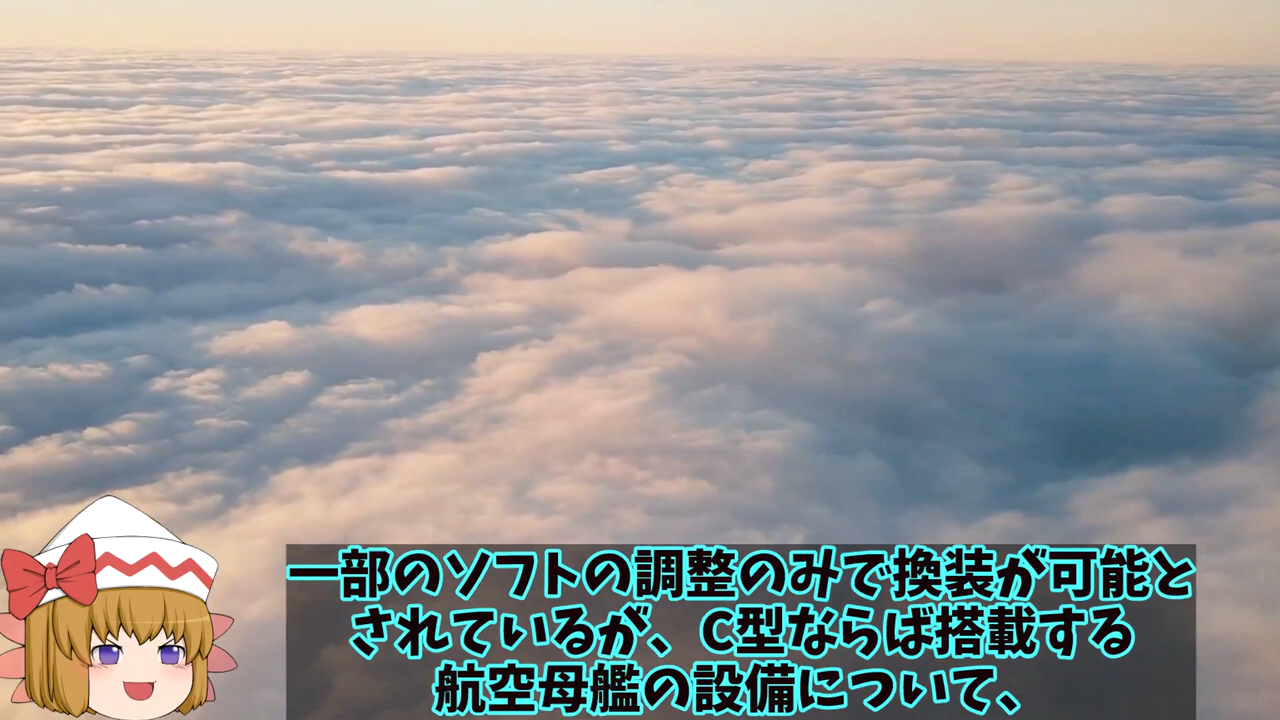 一部のソフトの調整のみで換装が可能と
されているが、C型ならば搭載する
航空母艦の設備について、